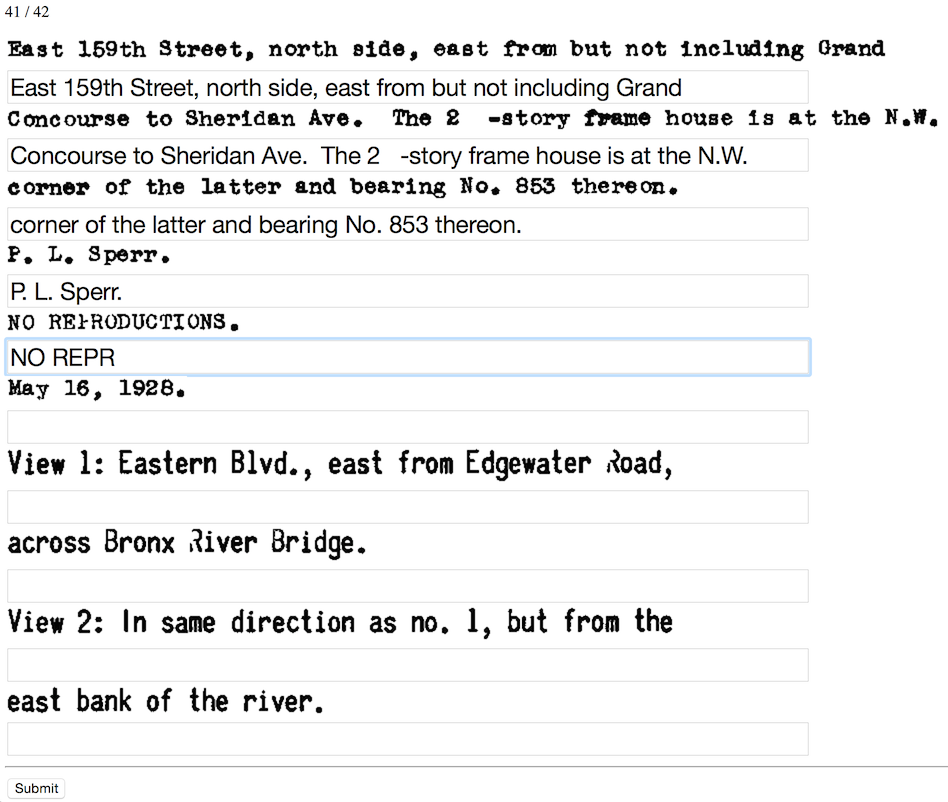 41 / 42
East 159th Street, north side, east from but not including Grand
East 159th Street, north side, east from but not including Grand
Concourse to Sheridan Ave.  The 2  -story frame house is at the N.W.
Concourse to Sheridan Ave.  The 2   -story frame house is at the N.W.
corner of the latter and bearing No. 853 thereon.
corner of the latter and bearing No. 853 thereon.
P. L. Sperr.
P. L. Sperr.
NO REPRODUCTIONS.
NO REPR
May 16, 1928.
View 1: Eastern Blvd., east from Edgewater Road,
across Bronx River Bridge.
View 2: In same direction as no. 1, but from the
east bank of the river.
Submit